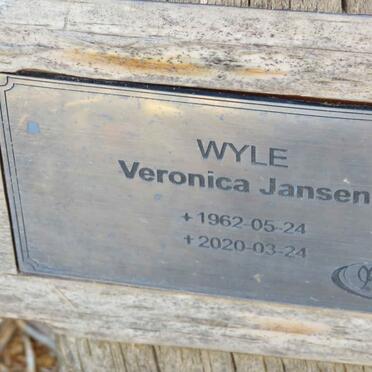 WYLE
Veronica Jansen
+ 1962-05-24
✝ 2020-03-24